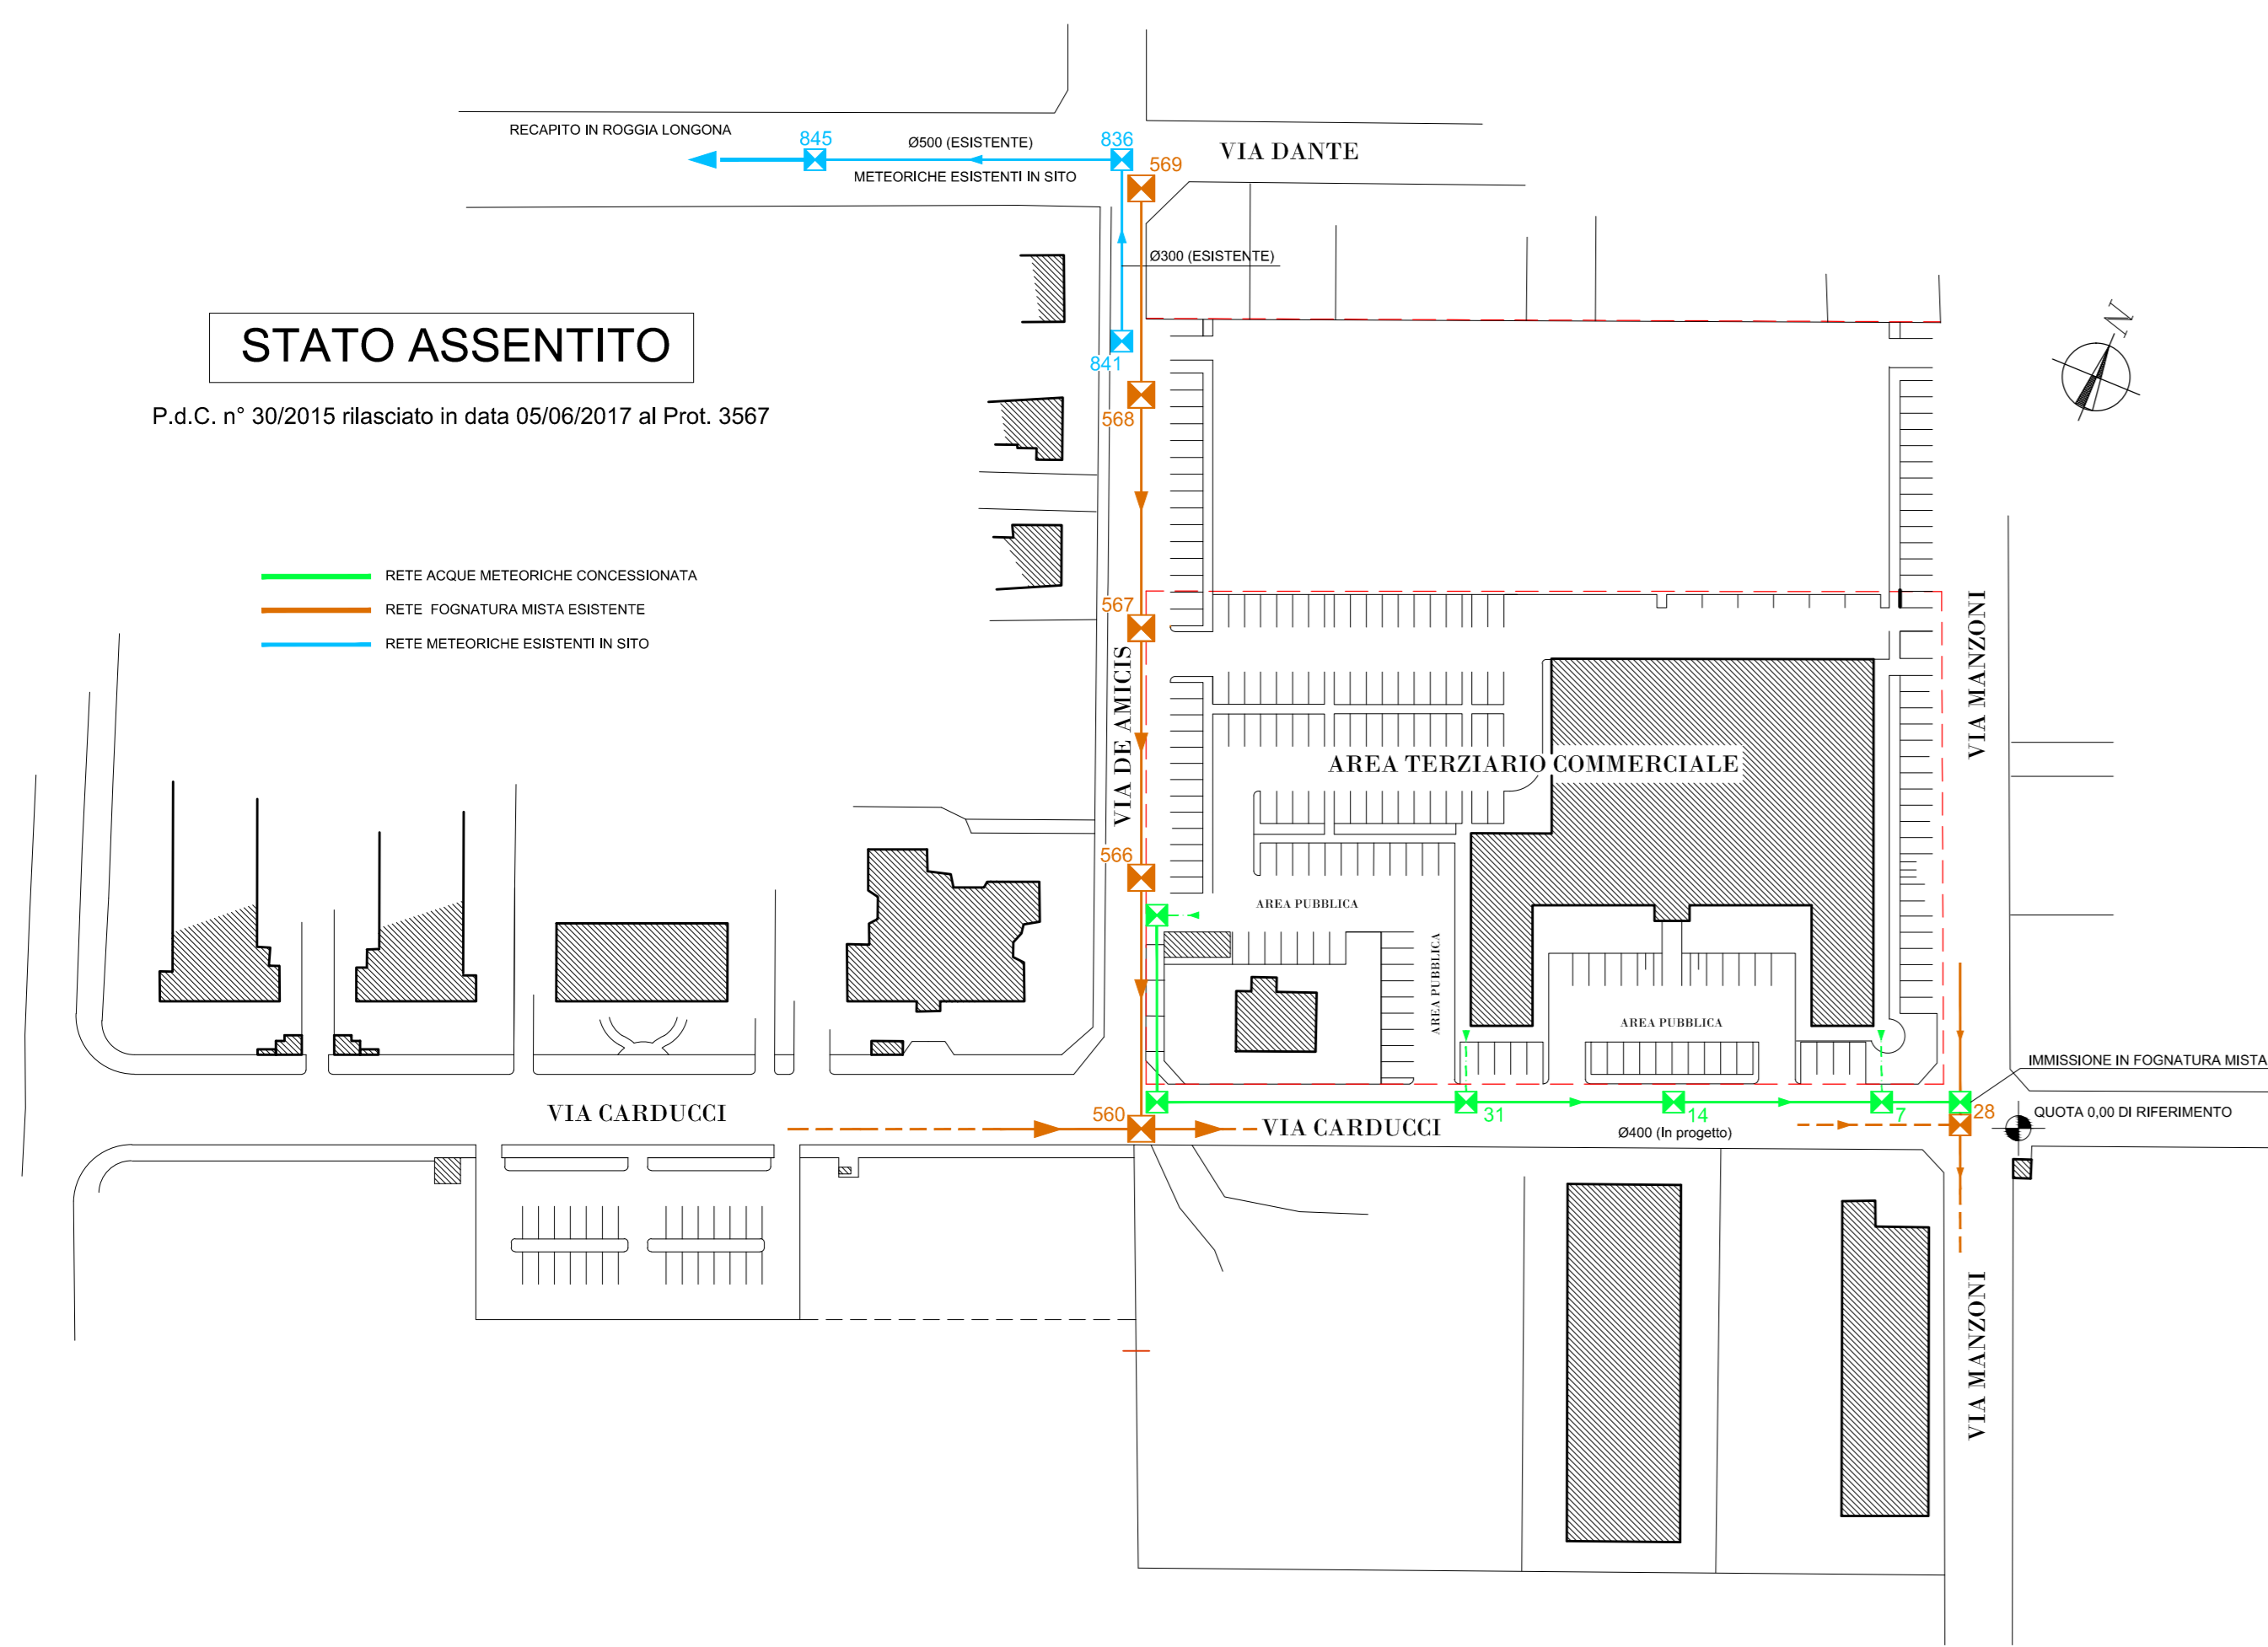 RECAPITO IN ROGGIA LONGONA
845
Ø500 (ESISTENTE)
836
569
VIA DANTE
METEORICHE ESISTENTI IN SITO
Ø300 (ESISTENTE)
N
STATO ASSENTITO
841
P.d.C. n° 30/2015 rilasciato in data 05/06/2017 al Prot. 3567
568
RETE ACQUE METEORICHE CONCESSIONATA
RETE FOGNATURA MISTA ESISTENTE
RETE METEORICHE ESISTENTI IN SITO
567
VIA DE AMICIS
VIA MANZONI
AREA TERZIARIO COMMERCIALE
566
AREA PUBBLICA
AREA PUBBLICA
AREA PUBBLICA
IMMISSIONE IN FOGNATURA MISTA
VIA CARDUCCI
560
VIA CARDUCCI
31
14
7
28
QUOTA 0,00 DI RIFERIMENTO
Ø400 (In progetto)
VIA MANZONI